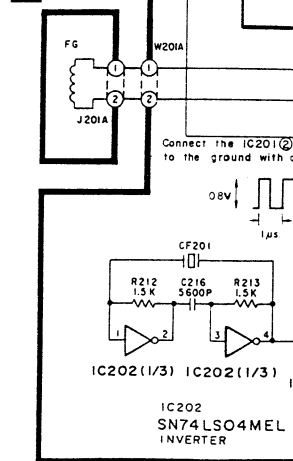 FG
W201A
1
1
2
2
J201A
Connect the IC201②
to the ground with
0.8V
1µs
CF201
R212
1.5K
C216
5600P
R213
1.5K
1
2
3
4
IC202(1/3)
IC202(1/3)
IC202
SN74LS04MEL
INVERTER